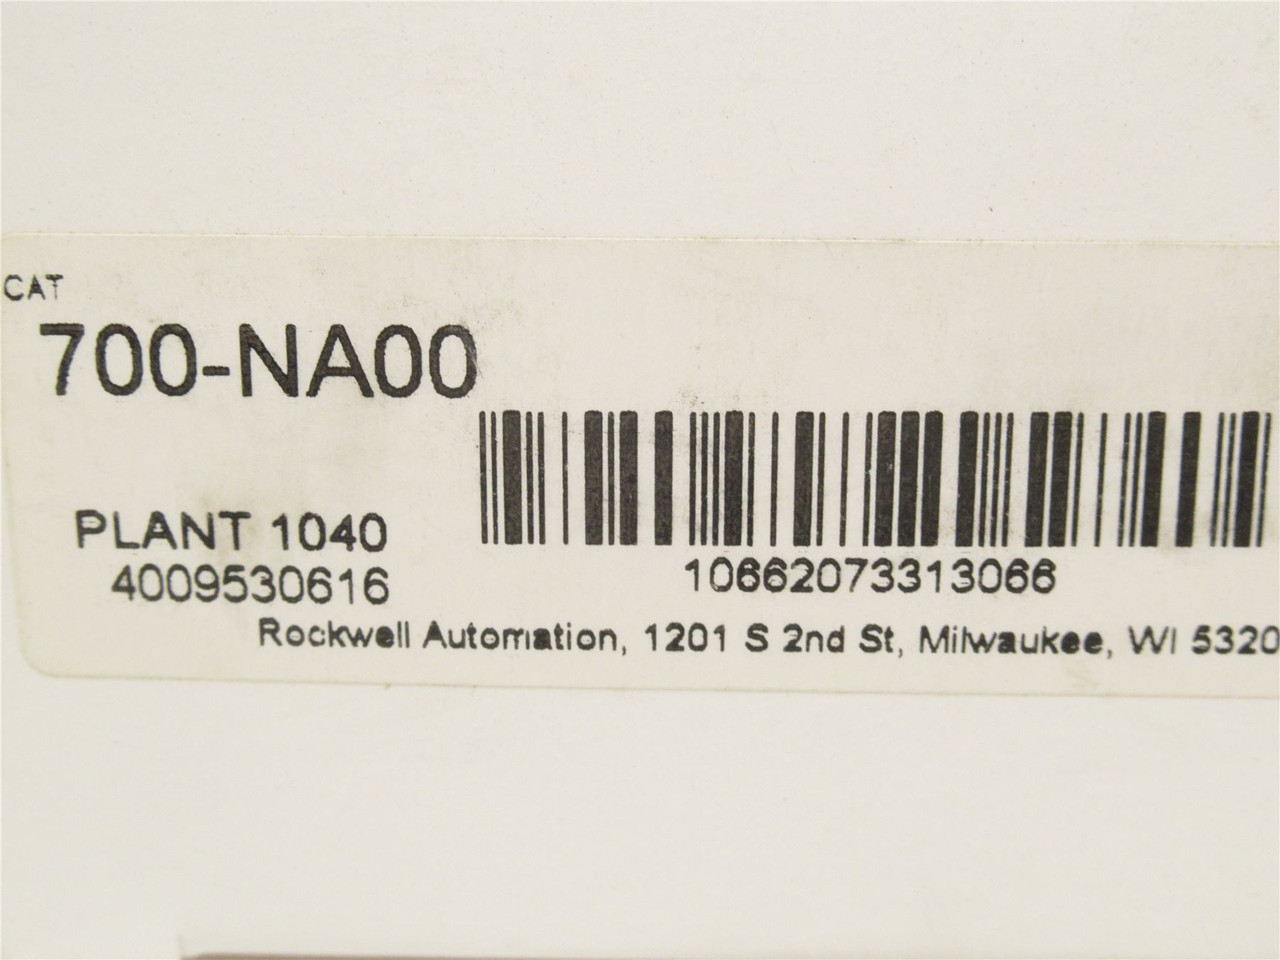 CAT
700-NA00
PLANT 1040
4009530616
10662073313066
Rockwell Automation, 1201 S 2nd St, Milwaukee, WI 5320